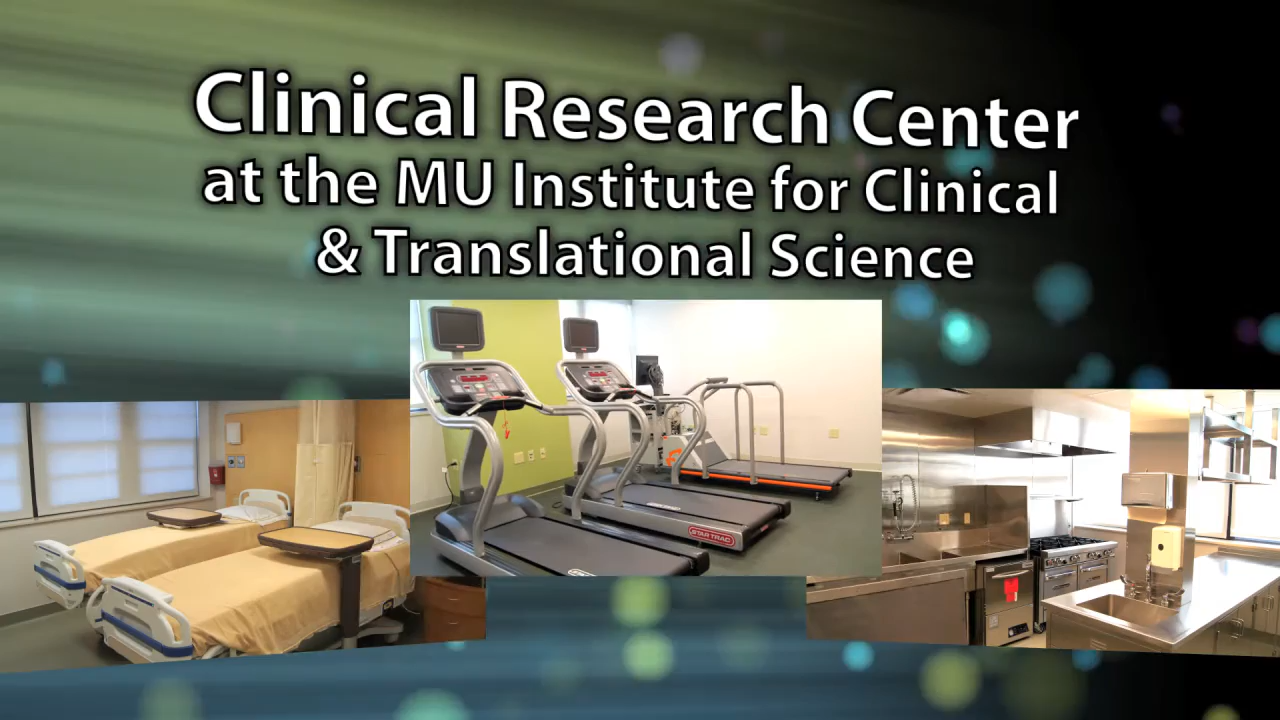 Clinical Research Center
at the MU Institute for Clinical
& Translational Science
STAR TRAC